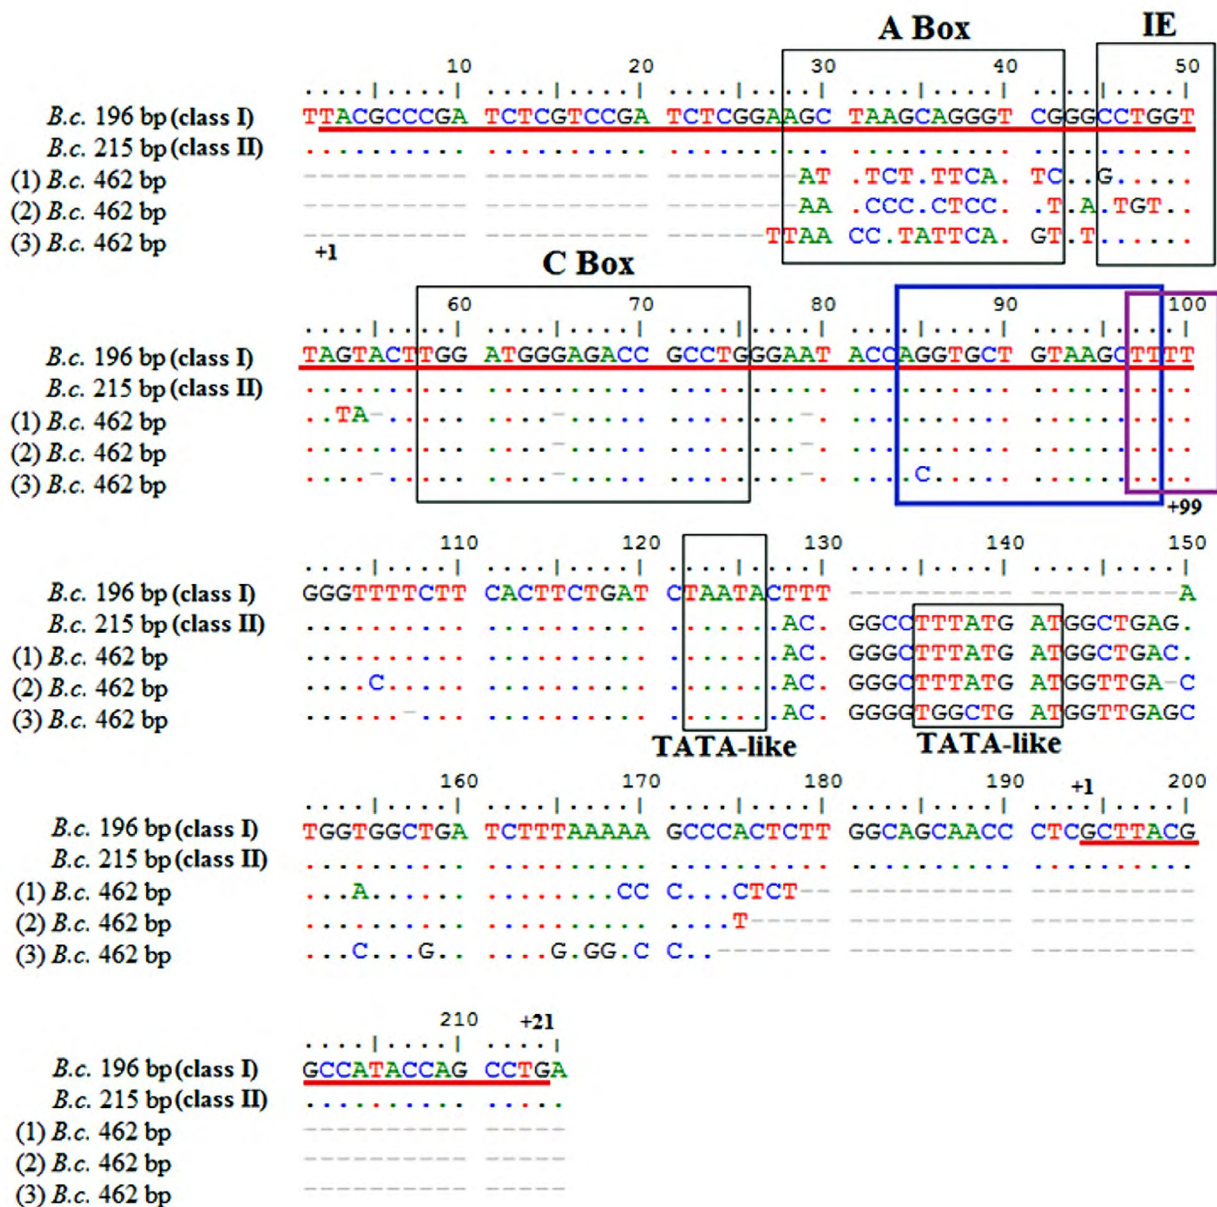 A Box IE
10 20 30 40 50
. . . . | . . . . | . . . . | . . . . | . . . . | . . . . | . . . . | . . . . | . . . . | . . . . |
B.c. 196 bp (class I) TTACGCCCGA TCTCGTCCGA TCTCGGAAGC TAAGCAGGGT CGGGCCTGGT
B.c. 215 bp (class II) .......... .......... .......... .......... ..........
(1) B.c. 462 bp ---------- ---------- --------AT .TCT.TTCA. TC..G.....
(2) B.c. 462 bp ---------- ---------- --------AA .CCC.CTCC. .T.A.TGT..
(3) B.c. 462 bp ---------- ---------- ------TTAA CC.TATTCA. GT.T......
+1
C Box
60 70 80 90 100
. . . . | . . . . | . . . . | . . . . | . . . . | . . . . | . . . . | . . . . | . . . . | . . . . |
B.c. 196 bp (class I) TAGTACTTGG ATGGGAGACC GCCTGGGAAT ACCAGGTGCT GTAAGCTTTT
B.c. 215 bp (class II) .......... .......... .......... .......... ..........
(1) B.c. 462 bp ..TA-..... ....-..... ........-. .......... ..........
(2) B.c. 462 bp ....-..... ....-..... ........-. .......... ..........
(3) B.c. 462 bp ....-..... ....-..... ........-. ....C..... ..........
+99
110 120 130 140 150
. . . . | . . . . | . . . . | . . . . | . . . . | . . . . | . . . . | . . . . | . . . . | . . . . |
B.c. 196 bp (class I) GGGTTTTCTT CACTTCTGAT CTAATACTTT ---------- ---------A
B.c. 215 bp (class II) .......... .......... .......AC. GGCCTTTATG ATGGCTGAG.
(1) B.c. 462 bp .......... .......... .......AC. GGGCTTTATG ATGGCTGAC.
(2) B.c. 462 bp ....C..... .......... .......AC. GGGCTTTATG ATGGTTGA-C
(3) B.c. 462 bp ......-... .......... .......AC. GGGGTGGCTG ATGGTTGAGC
TATA-like TATA-like
160 170 180 190 +1 200
. . . . | . . . . | . . . . | . . . . | . . . . | . . . . | . . . . | . . . . | . . . . | . . . . |
B.c. 196 bp (class I) TGGTGGCTGA TCTTTAAAAA GCCCACTCTT GGCAGCAACC CTCGCTTACG
B.c. 215 bp (class II) .......... .......... .......... .......... ..........
(1) B.c. 462 bp ...A...... ........CC C...CTCT-- ---------- ----------
(2) B.c. 462 bp .......... .......... ....T----- ---------- ----------
(3) B.c. 462 bp ...C...G.. ....G.GG.C C..------- ---------- ----------
210 +21
. . . . | . . . . | . . . . |
B.c. 196 bp (class I) GCCATACCAG CCTGA
B.c. 215 bp (class II) .......... .....
(1) B.c. 462 bp ---------- -----
(2) B.c. 462 bp ---------- -----
(3) B.c. 462 bp ---------- -----